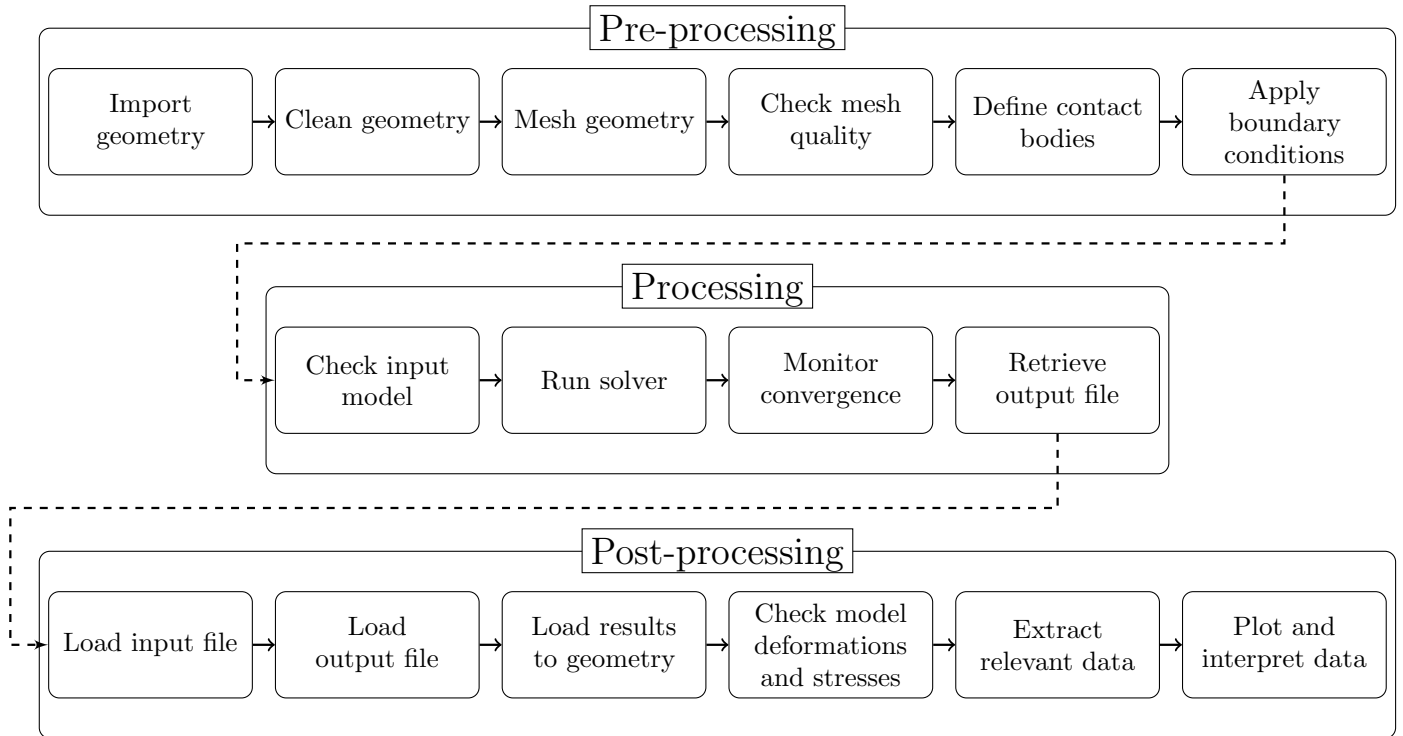 Pre-processing
Import
geometry
Clean geometry
Mesh geometry
Check mesh
quality
Define contact
bodies
Apply
boundary
conditions
Processing
Check input
model
Run solver
Monitor
convergence
Retrieve
output file
Post-processing
Load input file
Load
output file
Load results
to geometry
Check model
deformations
and stresses
Extract
relevant data
Plot and
interpret data